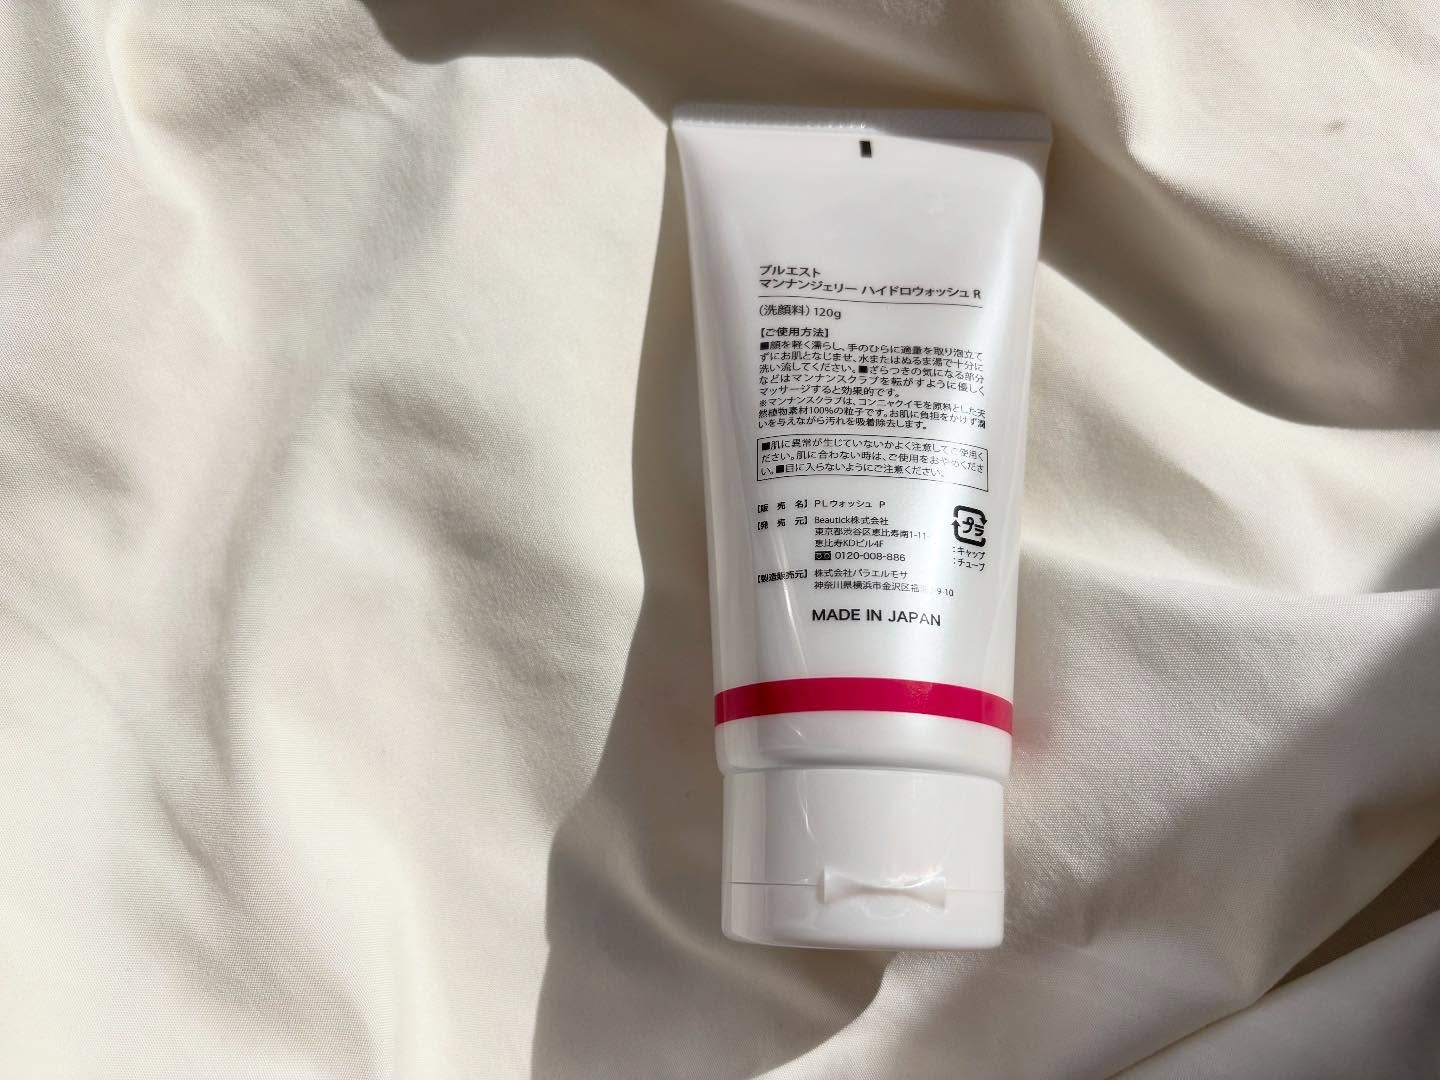 プルエスト
マンナンジェリー ハイドロウォッシュ R
(洗顔料) 120g
【ご使用方法】
■顔を軽く濡らし、手のひらに適量を取り泡立て
ずにお肌となじませ、水またはぬるま湯で十分に
洗い流してください。■ざらつきの気になる部分
などはマンナンスクラブを転がすように優しく
マッサージすると効果的です。
※マンナンスクラブは、コンニャクイモを原料とした天
然植物素材100%の粒子です。お肌に負担をかけず潤
いを与えながら汚れを吸着除去します。
■肌に異常が生じていないかよく注意してご使用く
ださい。肌に合わない時は、ご使用をおやめくださ
い。■目に入らないようにご注意ください。
【販 売 名】 PLウォッシュ P
【発 売 元】 Beautick株式会社
東京都渋谷区恵比寿南1-11-
恵比寿KDビル4F
0120-008-886
【製造販売元】 株式会社パラエルモサ
神奈川県横浜市金沢区福 9-10
プラ
:キャップ
:チューブ
MADE IN JAPAN